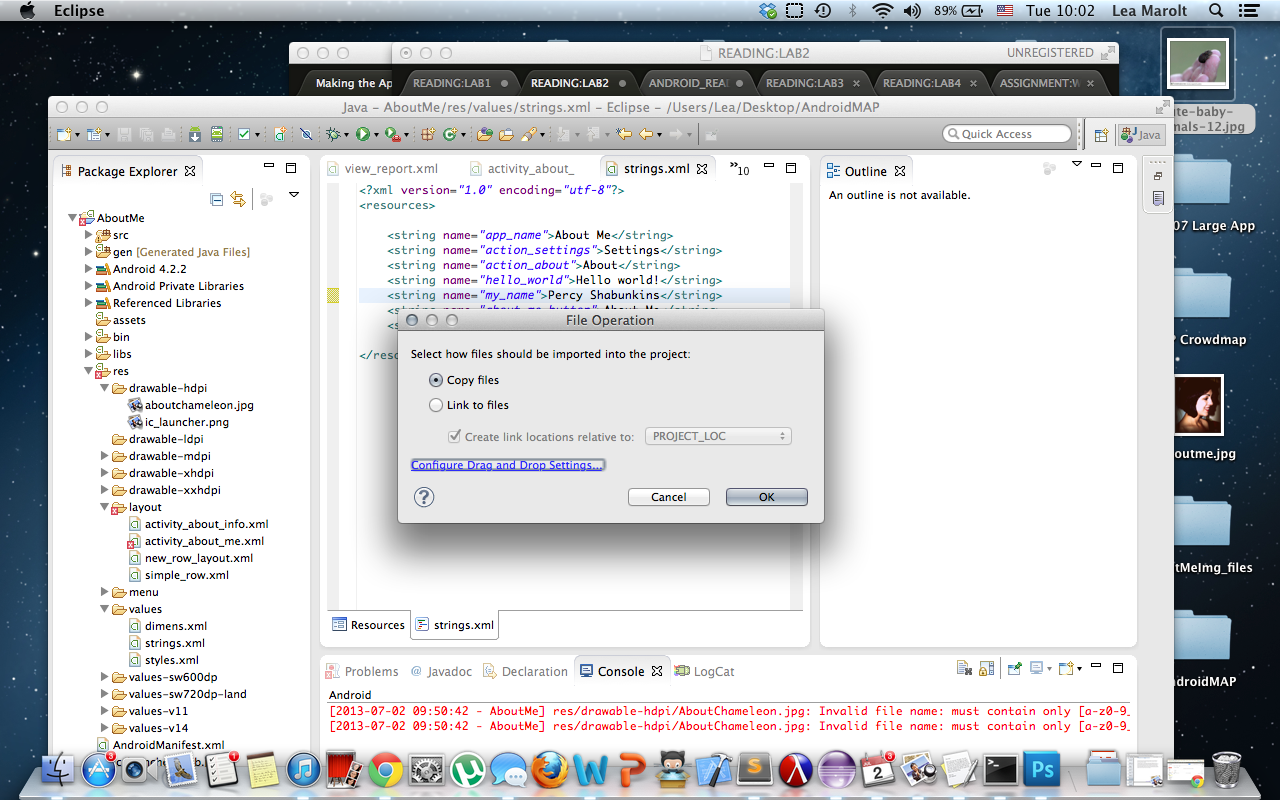 Eclipse
89%
Tue 10:02
Lea Marolt
READING:LAB2
UNREGISTERED
Making the Ap
READING:LAB1
READING:LAB2
ANDROID_REA
READING:LAB3
READING:LAB4
ASSIGNMENT:W
Java – AboutMe/res/values/strings.xml – Eclipse – /Users/Lea/Desktop/AndroidMAP
te-baby-
mals-12.jpg
Quick Access
Java
Package Explorer
view_report.xml
activity_about_
strings.xml
»10
Outline
An outline is not available.
AboutMe
src
gen [Generated Java Files]
Android 4.2.2
Android Private Libraries
Referenced Libraries
assets
bin
libs
res
drawable-hdpi
aboutchameleon.jpg
ic_launcher.png
drawable-ldpi
drawable-mdpi
drawable-xhdpi
drawable-xxhdpi
layout
activity_about_info.xml
activity_about_me.xml
new_row_layout.xml
simple_row.xml
menu
values
dimens.xml
strings.xml
styles.xml
values-sw600dp
values-sw720dp-land
values-v11
values-v14
AndroidManifest.xml
<?xml version="1.0" encoding="utf-8"?>
<resources>
<string name="app_name">About Me</string>
<string name="action_settings">Settings</string>
<string name="action_about">About</string>
<string name="hello_world">Hello world!</string>
<string name="my_name">Percy Shabunkins</string>
</reso
File Operation
Select how files should be imported into the project:
Copy files
Link to files
Create link locations relative to:
PROJECT_LOC
Configure Drag and Drop Settings...
?
Cancel
OK
Resources
strings.xml
07 Large App
Crowdmap
outme.jpg
tMeImg_files
ndroidMAP
Problems
@ Javadoc
Declaration
Console
LogCat
Android
[2013-07-02 09:50:42 - AboutMe] res/drawable-hdpi/AboutChameleon.jpg: Invalid file name: must contain only [a-z0-9_
[2013-07-02 09:50:42 - AboutMe] res/drawable-hdpi/AboutChameleon.jpg: Invalid file name: must contain only [a-z0-9_
3
1
2
3
Ps